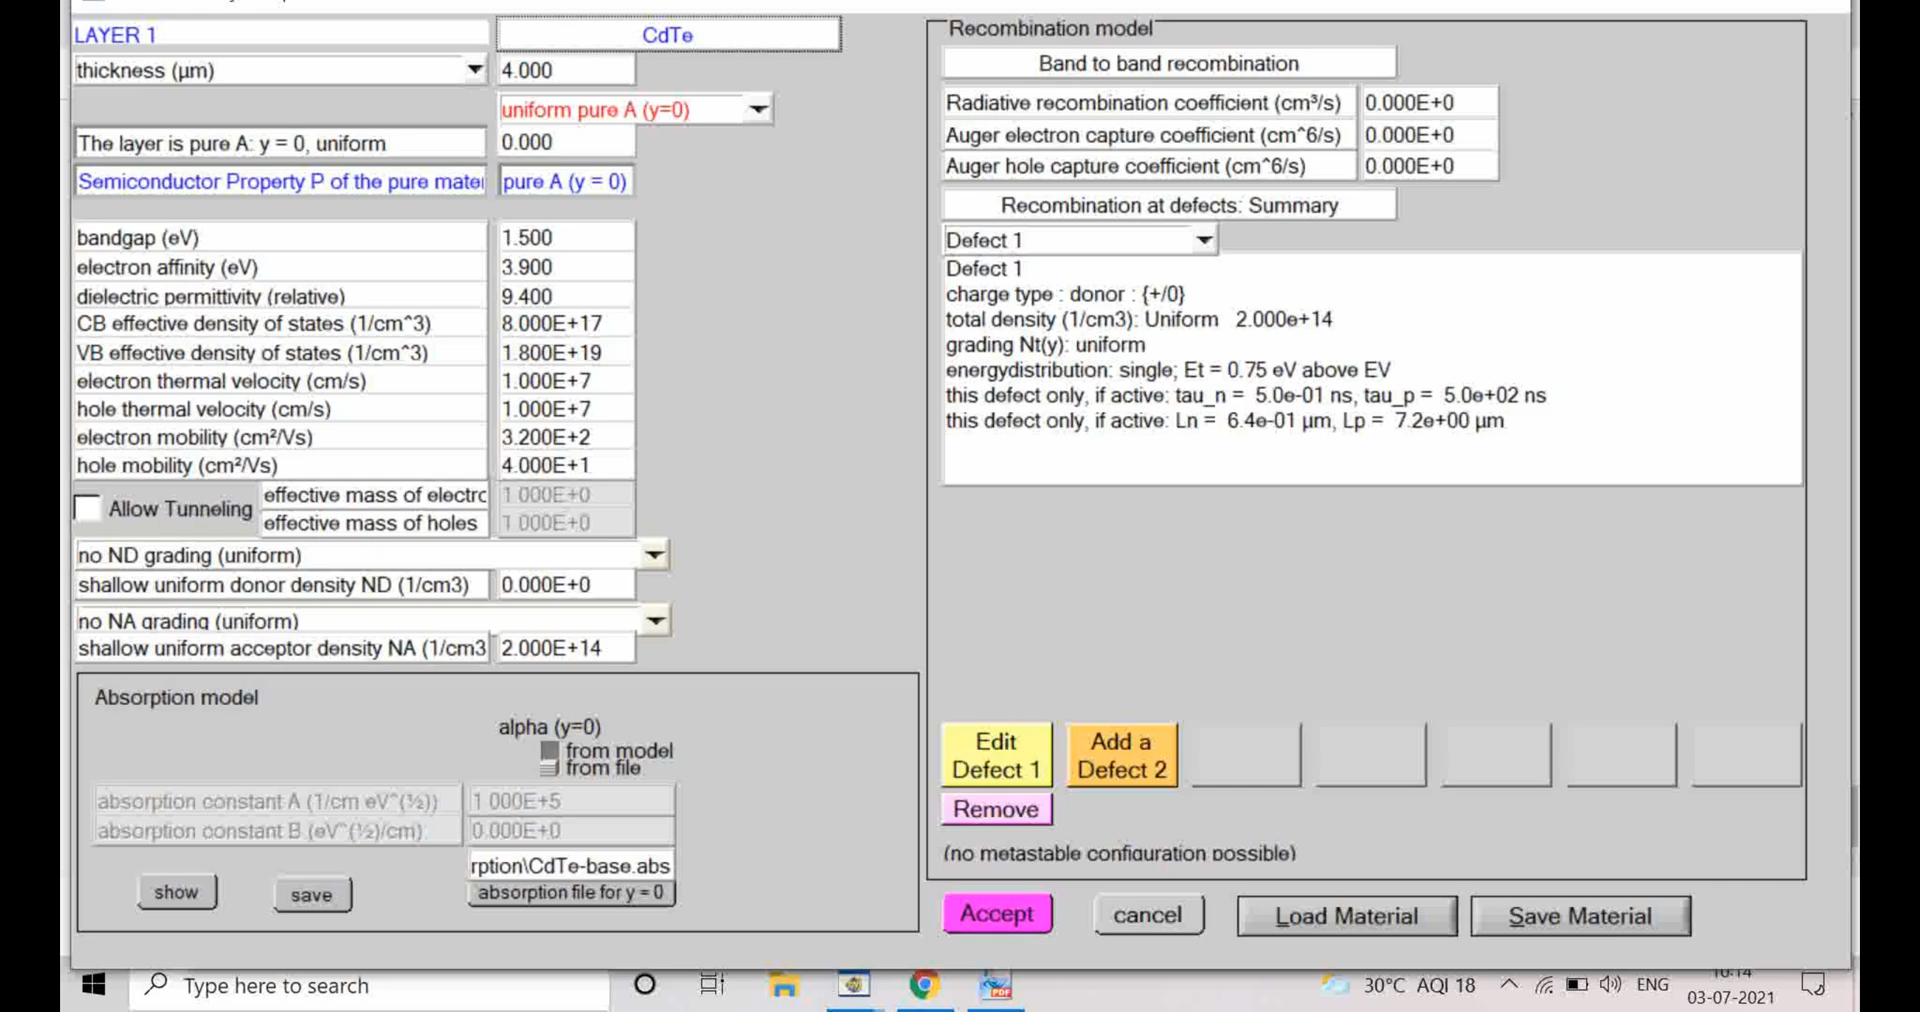 LAYER 1
CdTe
thickness (µm)
4.000
uniform pure A (y=0)
The layer is pure A: y = 0, uniform
0.000
Semiconductor Property P of the pure mate
pure A (y = 0)
bandgap (eV)
1.500
electron affinity (eV)
3.900
dielectric permittivity (relative)
9.400
CB effective density of states (1/cm^3)
8.000E+17
VB effective density of states (1/cm^3)
1.800E+19
electron thermal velocity (cm/s)
1.000E+7
hole thermal velocity (cm/s)
1.000E+7
electron mobility (cm²/Vs)
3.200E+2
hole mobility (cm²/Vs)
4.000E+1
Allow Tunneling
effective mass of electro
1.000E+0
effective mass of holes
1.000E+0
no ND grading (uniform)
shallow uniform donor density ND (1/cm3)
0.000E+0
no NA grading (uniform)
shallow uniform acceptor density NA (1/cm3
2.000E+14
Absorption model
alpha (y=0)
from model
from file
absorption constant A (1/cm eV^(½))
1.000E+5
absorption constant B (eV^(½)/cm)
0.000E+0
rption\CdTe-base.abs
show
save
absorption file for y = 0
Recombination model
Band to band recombination
Radiative recombination coefficient (cm³/s)
0.000E+0
Auger electron capture coefficient (cm^6/s)
0.000E+0
Auger hole capture coefficient (cm^6/s)
0.000E+0
Recombination at defects: Summary
Defect 1
Defect 1
charge type : donor : {+/0}
total density (1/cm3): Uniform 2.000e+14
grading Nt(y): uniform
energydistribution: single; Et = 0.75 eV above EV
this defect only, if active: tau_n = 5.0e-01 ns, tau_p = 5.0e+02 ns
this defect only, if active: Ln = 6.4e-01 µm, Lp = 7.2e+00 µm
Edit
Defect 1
Add a
Defect 2
Remove
(no metastable configuration possible)
Accept
cancel
Load Material
Save Material
Type here to search
30°C AQI 18
ENG
10:14
03-07-2021